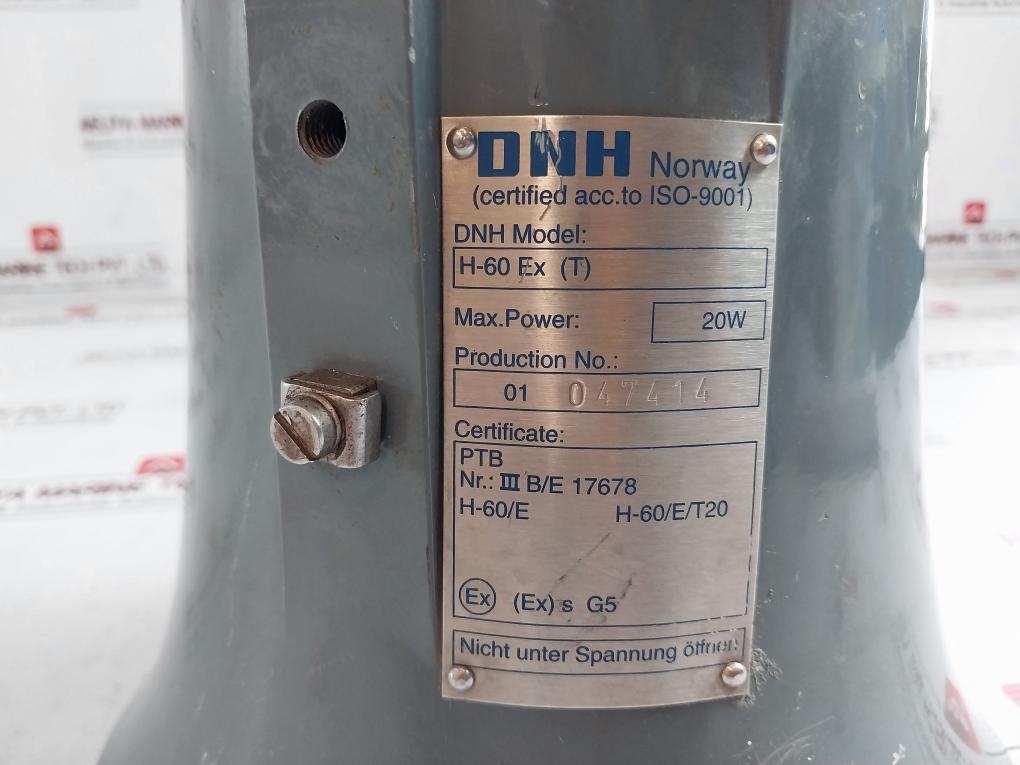 DNH Norway
(certified acc.to ISO-9001)
DNH Model:
H-60 Ex (T)
Max.Power: 20W
Production No.:
01 047414
Certificate:
PTB
Nr.: III B/E 17678
H-60/E H-60/E/T20
Ex (Ex) s G5
Nicht unter Spannung öffnen